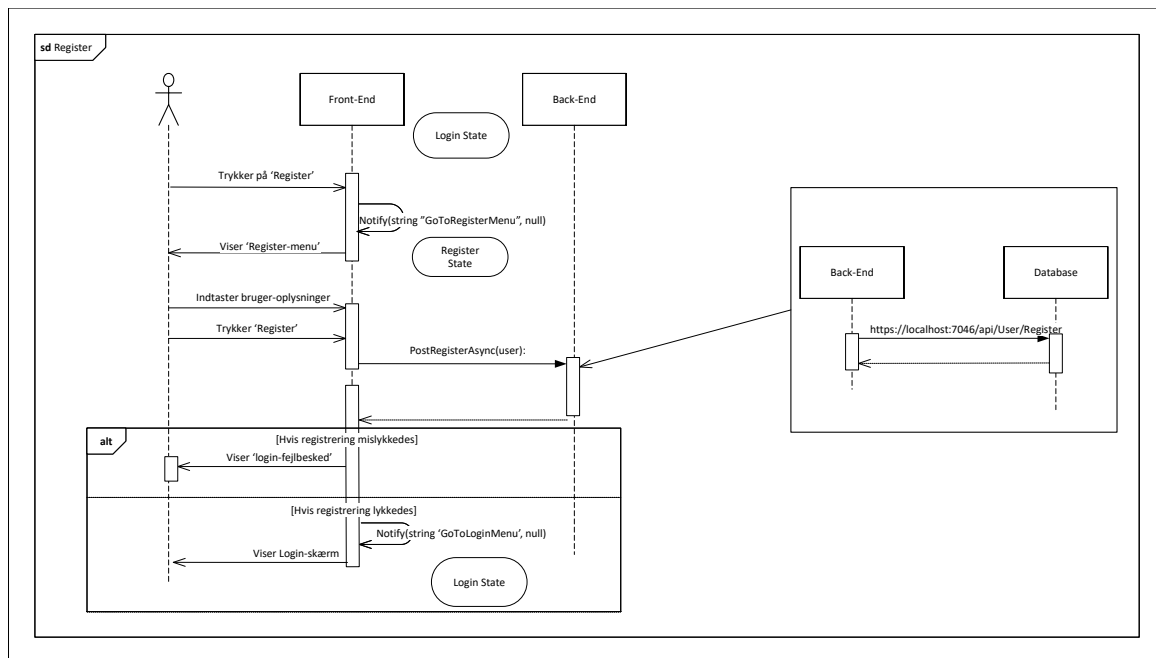 sd Register
Front-End
Back-End
Login State
Trykker på ‘Register’
Notify(string ”GoToRegisterMenu”, null)
Viser ‘Register-menu’
Register
State
Indtaster bruger-oplysninger
Trykker ‘Register’
PostRegisterAsync(user):
Back-End
Database
https://localhost:7046/api/User/Register
alt
[Hvis registrering mislykkedes]
Viser ‘login-fejlbesked’
[Hvis registrering lykkedes]
Notify(string ‘GoToLoginMenu’, null)
Viser Login-skærm
Login State